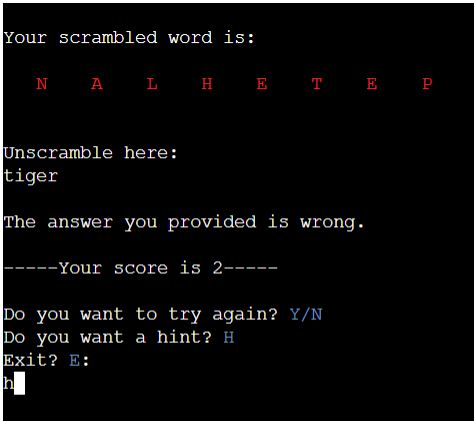 Your scrambled word is:
N A L H E T E P
Unscramble here:
tiger
The answer you provided is wrong.
-----Your score is 2-----
Do you want to try again? Y/N
Do you want a hint? H
Exit? E:
h